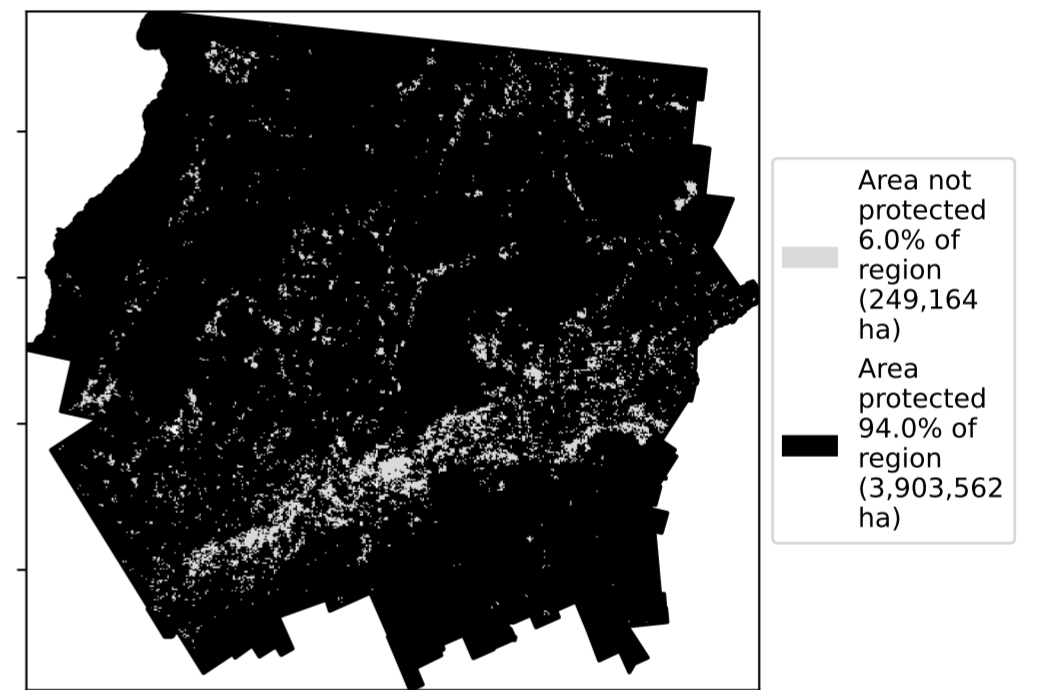 Area not
protected
6.0% of
region
(249,164
ha)
Area
protected
94.0% of
region
(3,903,562
ha)